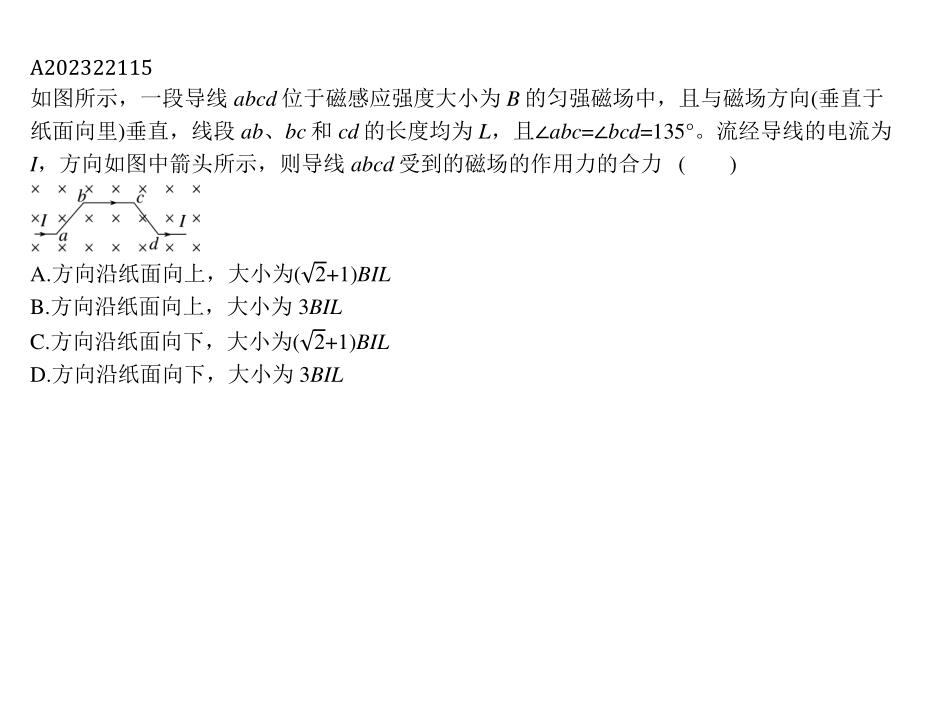 A202322115
如图所示，一段导线 abcd 位于磁感应强度大小为 B 的匀强磁场中，且与磁场方向(垂直于
纸面向里)垂直，线段 ab、bc 和 cd 的长度均为 L，且∠abc=∠bcd=135°。流经导线的电流为
I，方向如图中箭头所示，则导线 abcd 受到的磁场的作用力的合力 (    )
× × × × × × ×
b c
× I × × × × × I ×
a d
× × × × × × ×
A.方向沿纸面向上，大小为(√2+1)BIL
B.方向沿纸面向上，大小为 3BIL
C.方向沿纸面向下，大小为(√2+1)BIL
D.方向沿纸面向下，大小为 3BIL